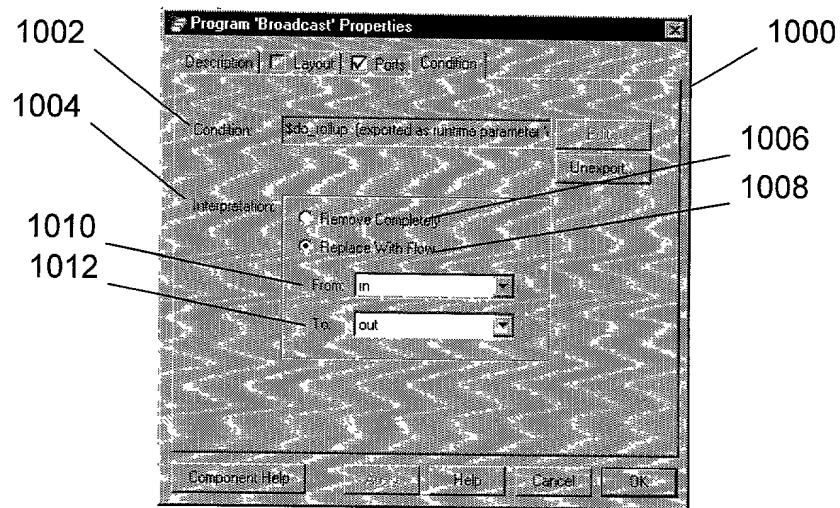 1002
1000
1004
1006
1008
1010
1012
Program 'Broadcast' Properties
Description Layout Ports Condition
Condition: $do_rollup (exported as runtime parameter Edit...
Unexport
Interpretation:
Remove Completely
Replace With Flow
From: in
To: out
Component Help Apply Help Cancel OK